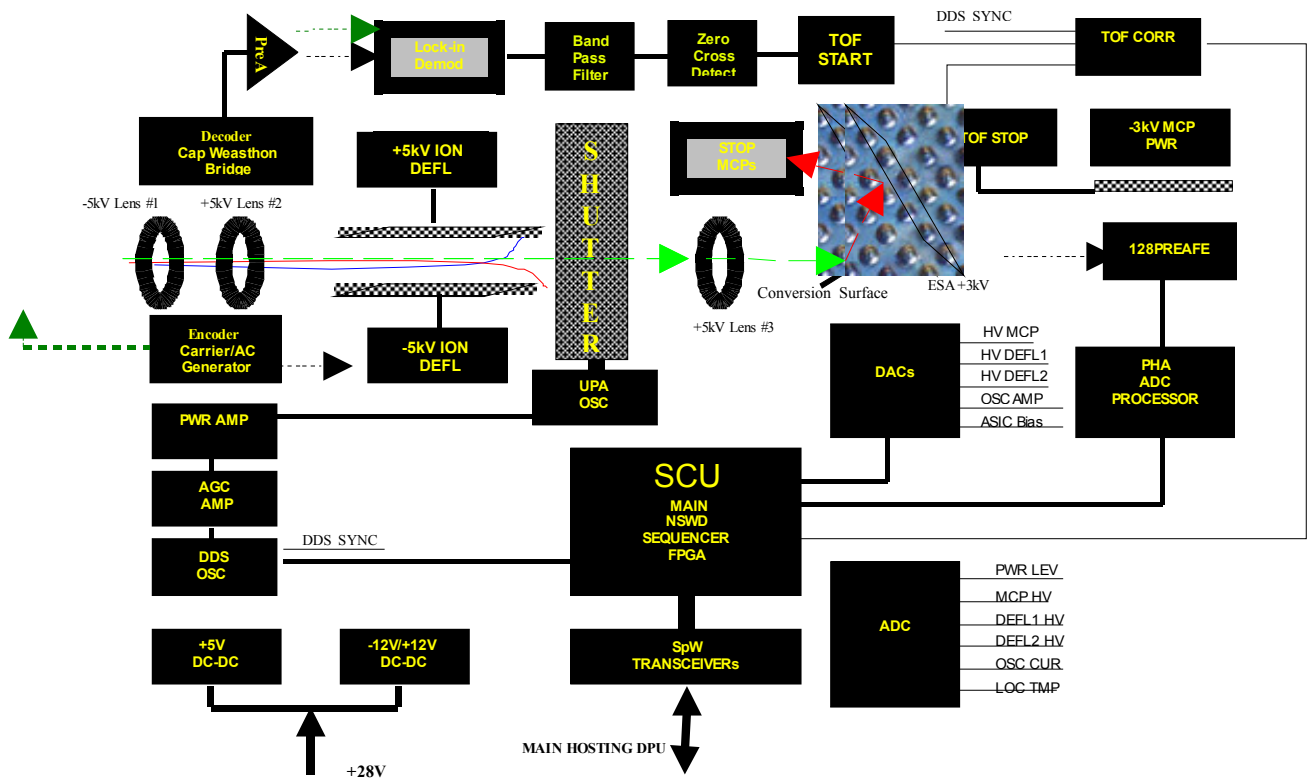 DDS SYNC
PreA
Lock-in
Demod
Band
Pass
Filter
Zero
Cross
Detect
TOF
START
TOF CORR
Decoder
Cap Weasthon
Bridge
+5kV ION
DEFL
SHUTTER
STOP
MCPs
TOF STOP
-3kV MCP
PWR
-5kV Lens #1
+5kV Lens #2
128PREAFE
Conversion Surface
ESA +3kV
+5kV Lens #3
Encoder
Carrier/AC
Generator
-5kV ION
DEFL
UPA
OSC
DACs
HV MCP
HV DEFL1
HV DEFL2
OSC AMP
ASIC Bias
PHA
ADC
PROCESSOR
PWR AMP
AGC
AMP
DDS
OSC
DDS SYNC
SCU
MAIN
NSWD
SEQUENCER
FPGA
ADC
PWR LEV
MCP HV
DEFL1 HV
DEFL2 HV
OSC CUR
LOC TMP
+5V
DC-DC
-12V/+12V
DC-DC
SpW
TRANSCEIVERs
MAIN HOSTING DPU
+28V